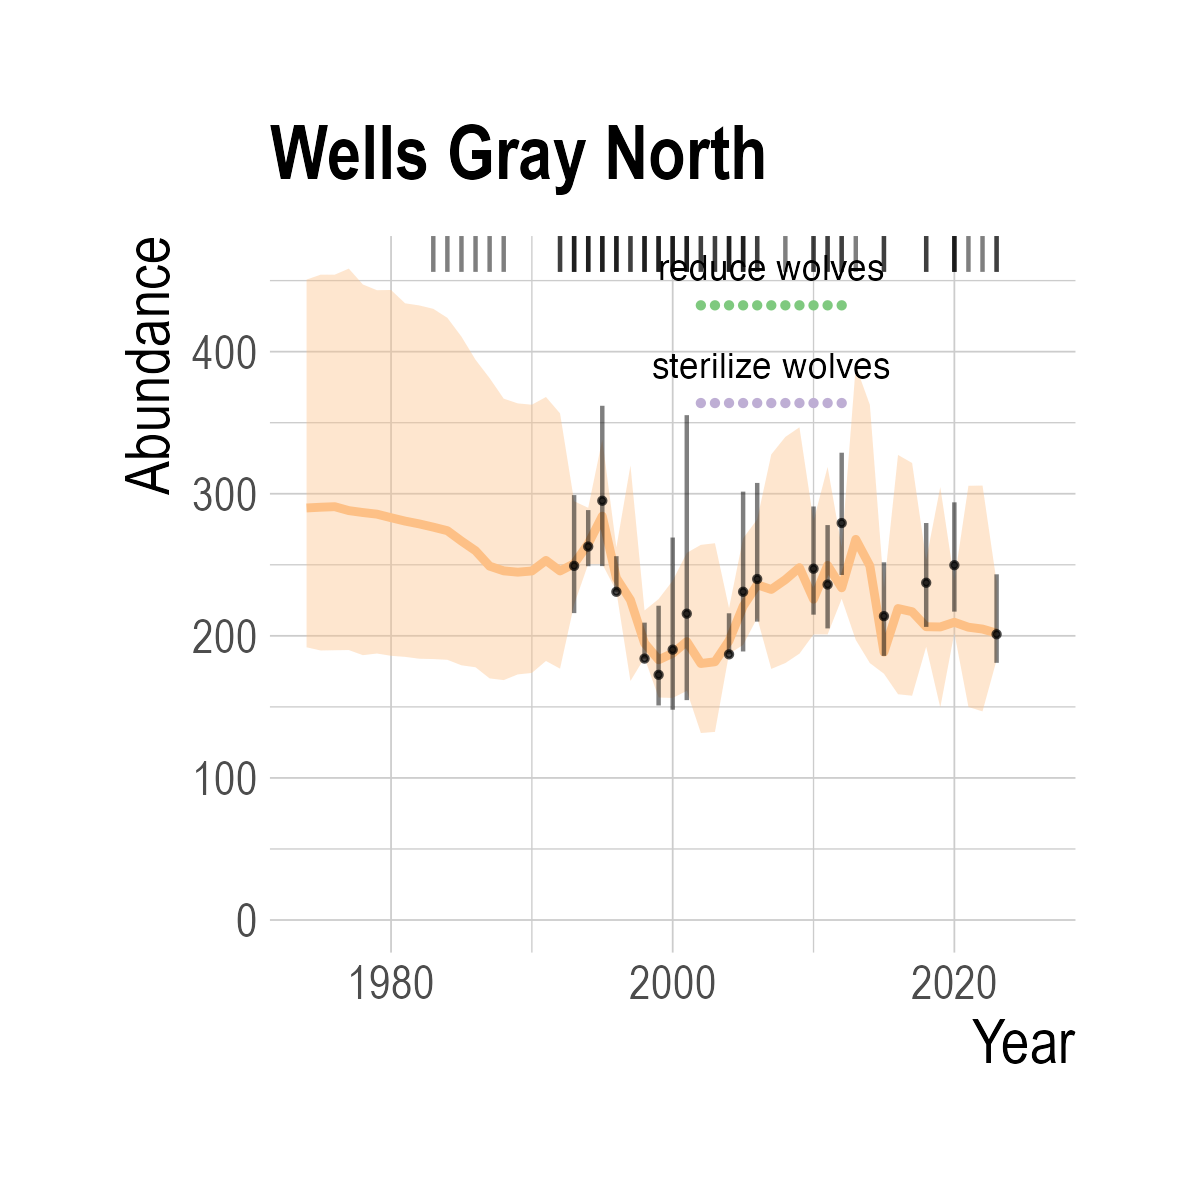 Wells Gray North
Abundance
reduce wolves
sterilize wolves
400
300
200
100
0
1980 2000 2020
Year